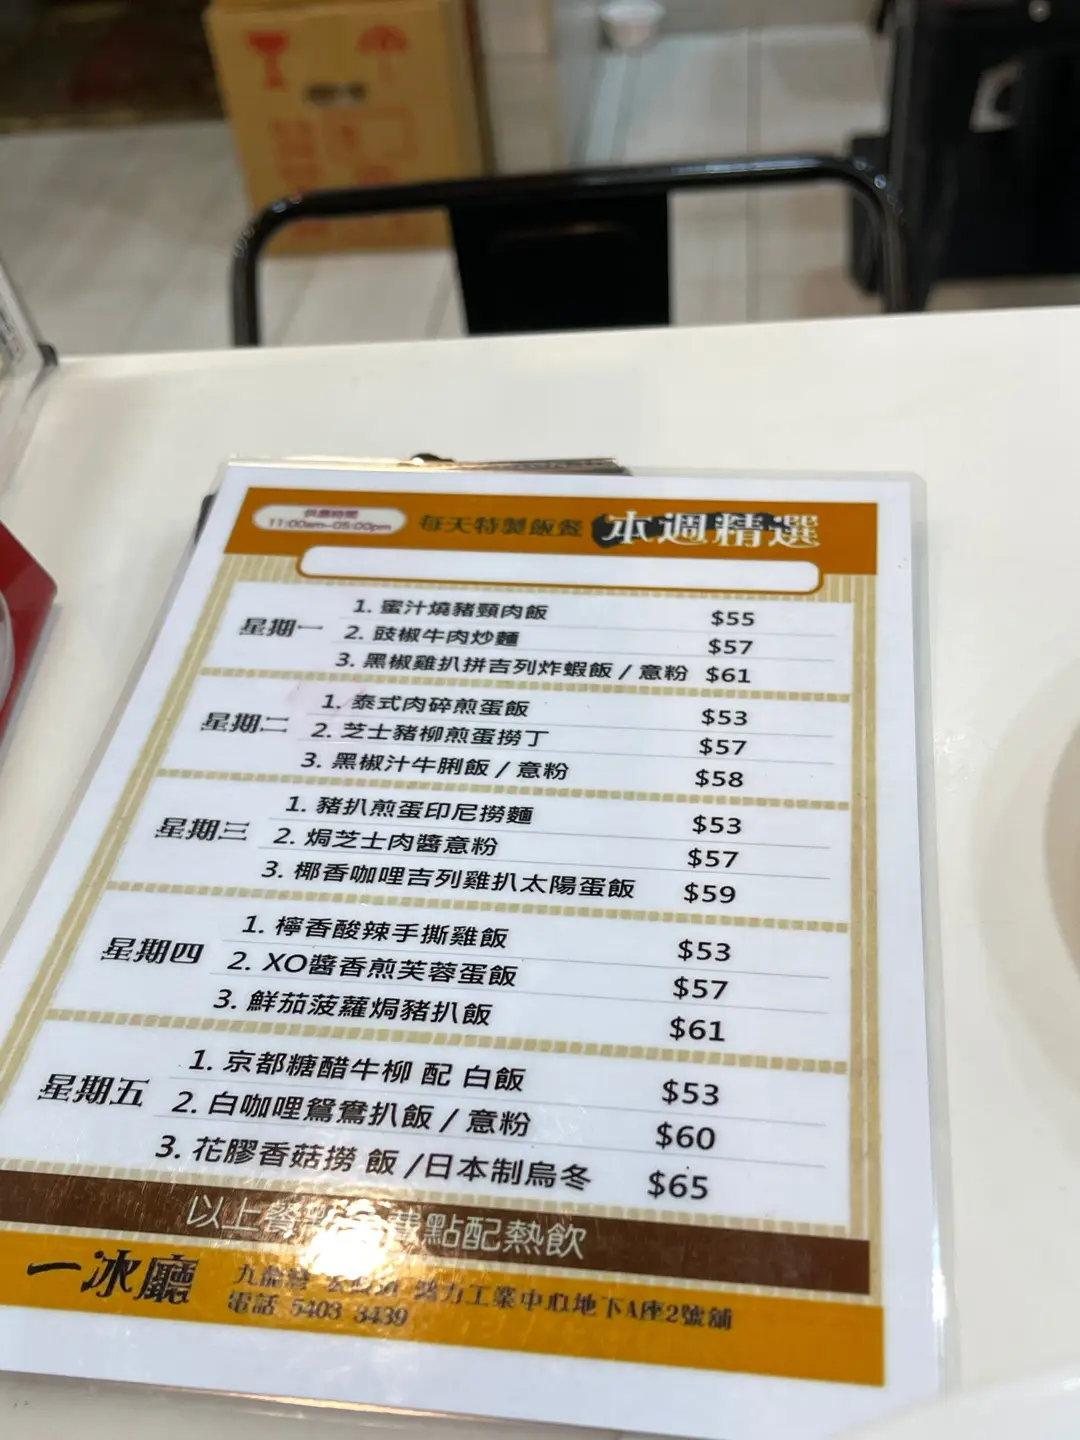 供應時間
11:00am-05:00pm
每天特製飯餐 本週精選
星期一
1. 蜜汁燒豬頸肉飯 $55
2. 豉椒牛肉炒麵 $57
3. 黑椒雞扒拼吉列炸蝦飯 / 意粉 $61
星期二
1. 泰式肉碎煎蛋飯 $53
2. 芝士豬柳煎蛋撈丁 $57
3. 黑椒汁牛脷飯 / 意粉 $58
星期三
1. 豬扒煎蛋印尼撈麵 $53
2. 焗芝士肉醬意粉 $57
3. 椰香咖哩吉列雞扒太陽蛋飯 $59
星期四
1. 檸香酸辣手撕雞飯 $53
2. XO醬香煎芙蓉蛋飯 $57
3. 鮮茄菠蘿焗豬扒飯 $61
星期五
1. 京都糖醋牛柳 配 白飯 $53
2. 白咖哩鴛鴦扒飯 / 意粉 $60
3. 花膠香菇撈 飯 /日本制烏冬 $65
以上餐 點配熱飲
一冰廳
九龍灣 鴻力工業中心地下A座2號舖
電話 5403 3439